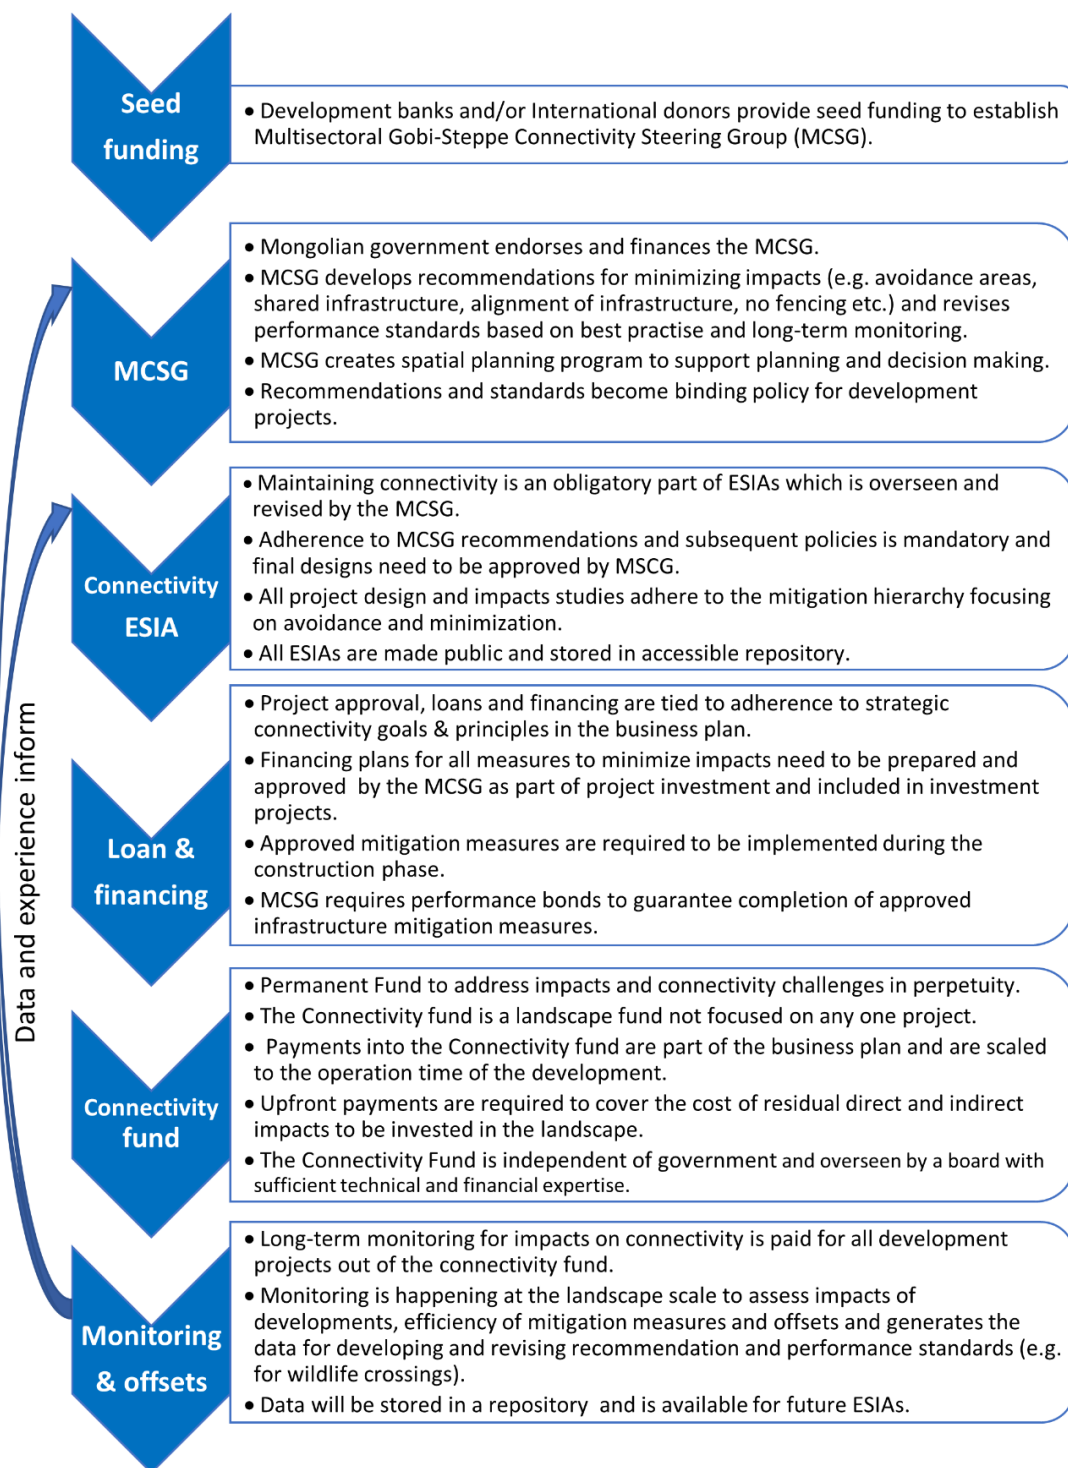 Seed
funding
• Development banks and/or International donors provide seed funding to establish
Multisectoral Gobi-Steppe Connectivity Steering Group (MCSG).
MCSG
• Mongolian government endorses and finances the MCSG.
• MCSG develops recommendations for minimizing impacts (e.g. avoidance areas,
shared infrastructure, alignment of infrastructure, no fencing etc.) and revises
performance standards based on best practise and long-term monitoring.
• MCSG creates spatial planning program to support planning and decision making.
• Recommendations and standards become binding policy for development
projects.
Connectivity
ESIA
• Maintaining connectivity is an obligatory part of ESIAs which is overseen and
revised by the MCSG.
• Adherence to MCSG recommendations and subsequent policies is mandatory and
final designs need to be approved by MSCG.
• All project design and impacts studies adhere to the mitigation hierarchy focusing
on avoidance and minimization.
• All ESIAs are made public and stored in accessible repository.
Loan &
financing
• Project approval, loans and financing are tied to adherence to strategic
connectivity goals & principles in the business plan.
• Financing plans for all measures to minimize impacts need to be prepared and
approved by the MCSG as part of project investment and included in investment
projects.
• Approved mitigation measures are required to be implemented during the
construction phase.
• MCSG requires performance bonds to guarantee completion of approved
infrastructure mitigation measures.
Connectivity
fund
• Permanent Fund to address impacts and connectivity challenges in perpetuity.
• The Connectivity fund is a landscape fund not focused on any one project.
• Payments into the Connectivity fund are part of the business plan and are scaled
to the operation time of the development.
• Upfront payments are required to cover the cost of residual direct and indirect
impacts to be invested in the landscape.
• The Connectivity Fund is independent of government and overseen by a board with
sufficient technical and financial expertise.
Monitoring
& offsets
• Long-term monitoring for impacts on connectivity is paid for all development
projects out of the connectivity fund.
• Monitoring is happening at the landscape scale to assess impacts of
developments, efficiency of mitigation measures and offsets and generates the
data for developing and revising recommendation and performance standards (e.g.
for wildlife crossings).
• Data will be stored in a repository and is available for future ESIAs.
Data and experience inform